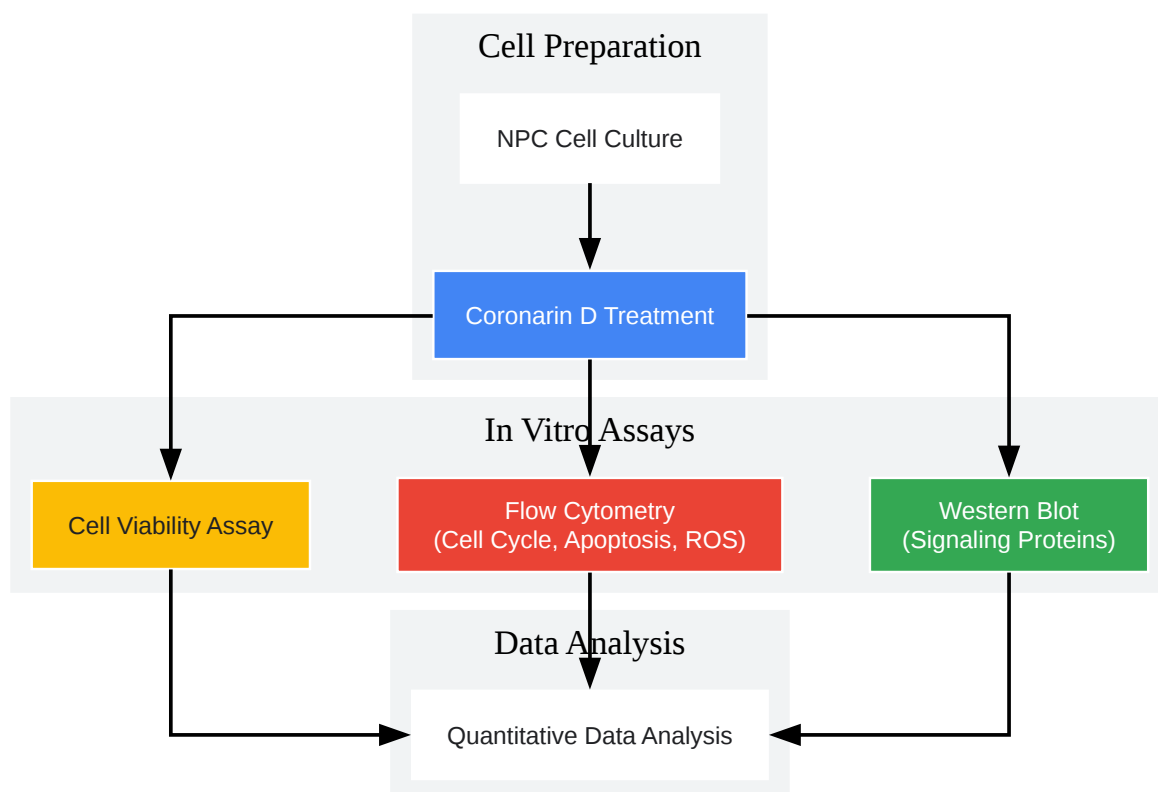 Cell Preparation
NPC Cell Culture
Coronarin D Treatment
In Vitro Assays
Cell Viability Assay
Flow Cytometry
(Cell Cycle, Apoptosis, ROS)
Western Blot
(Signaling Proteins)
Data Analysis
Quantitative Data Analysis